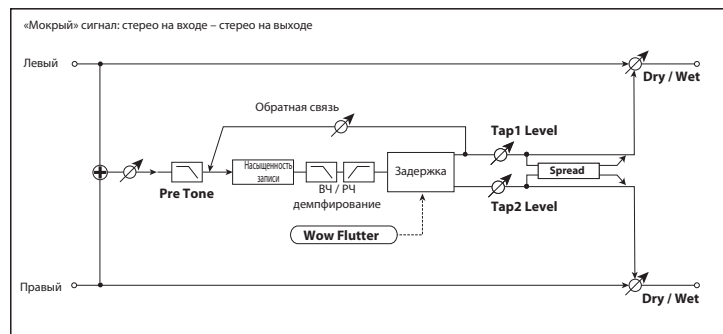 «Мокрый» сигнал: стерео на входе – стерео на выходе
Левый
Dry / Wet
Обратная связь
Tap1 Level
Насыщенность
записи
Задержка
Spread
Pre Tone
ВЧ / РЧ
демпфирование
Tap2 Level
Wow Flutter
Правый
Dry / Wet